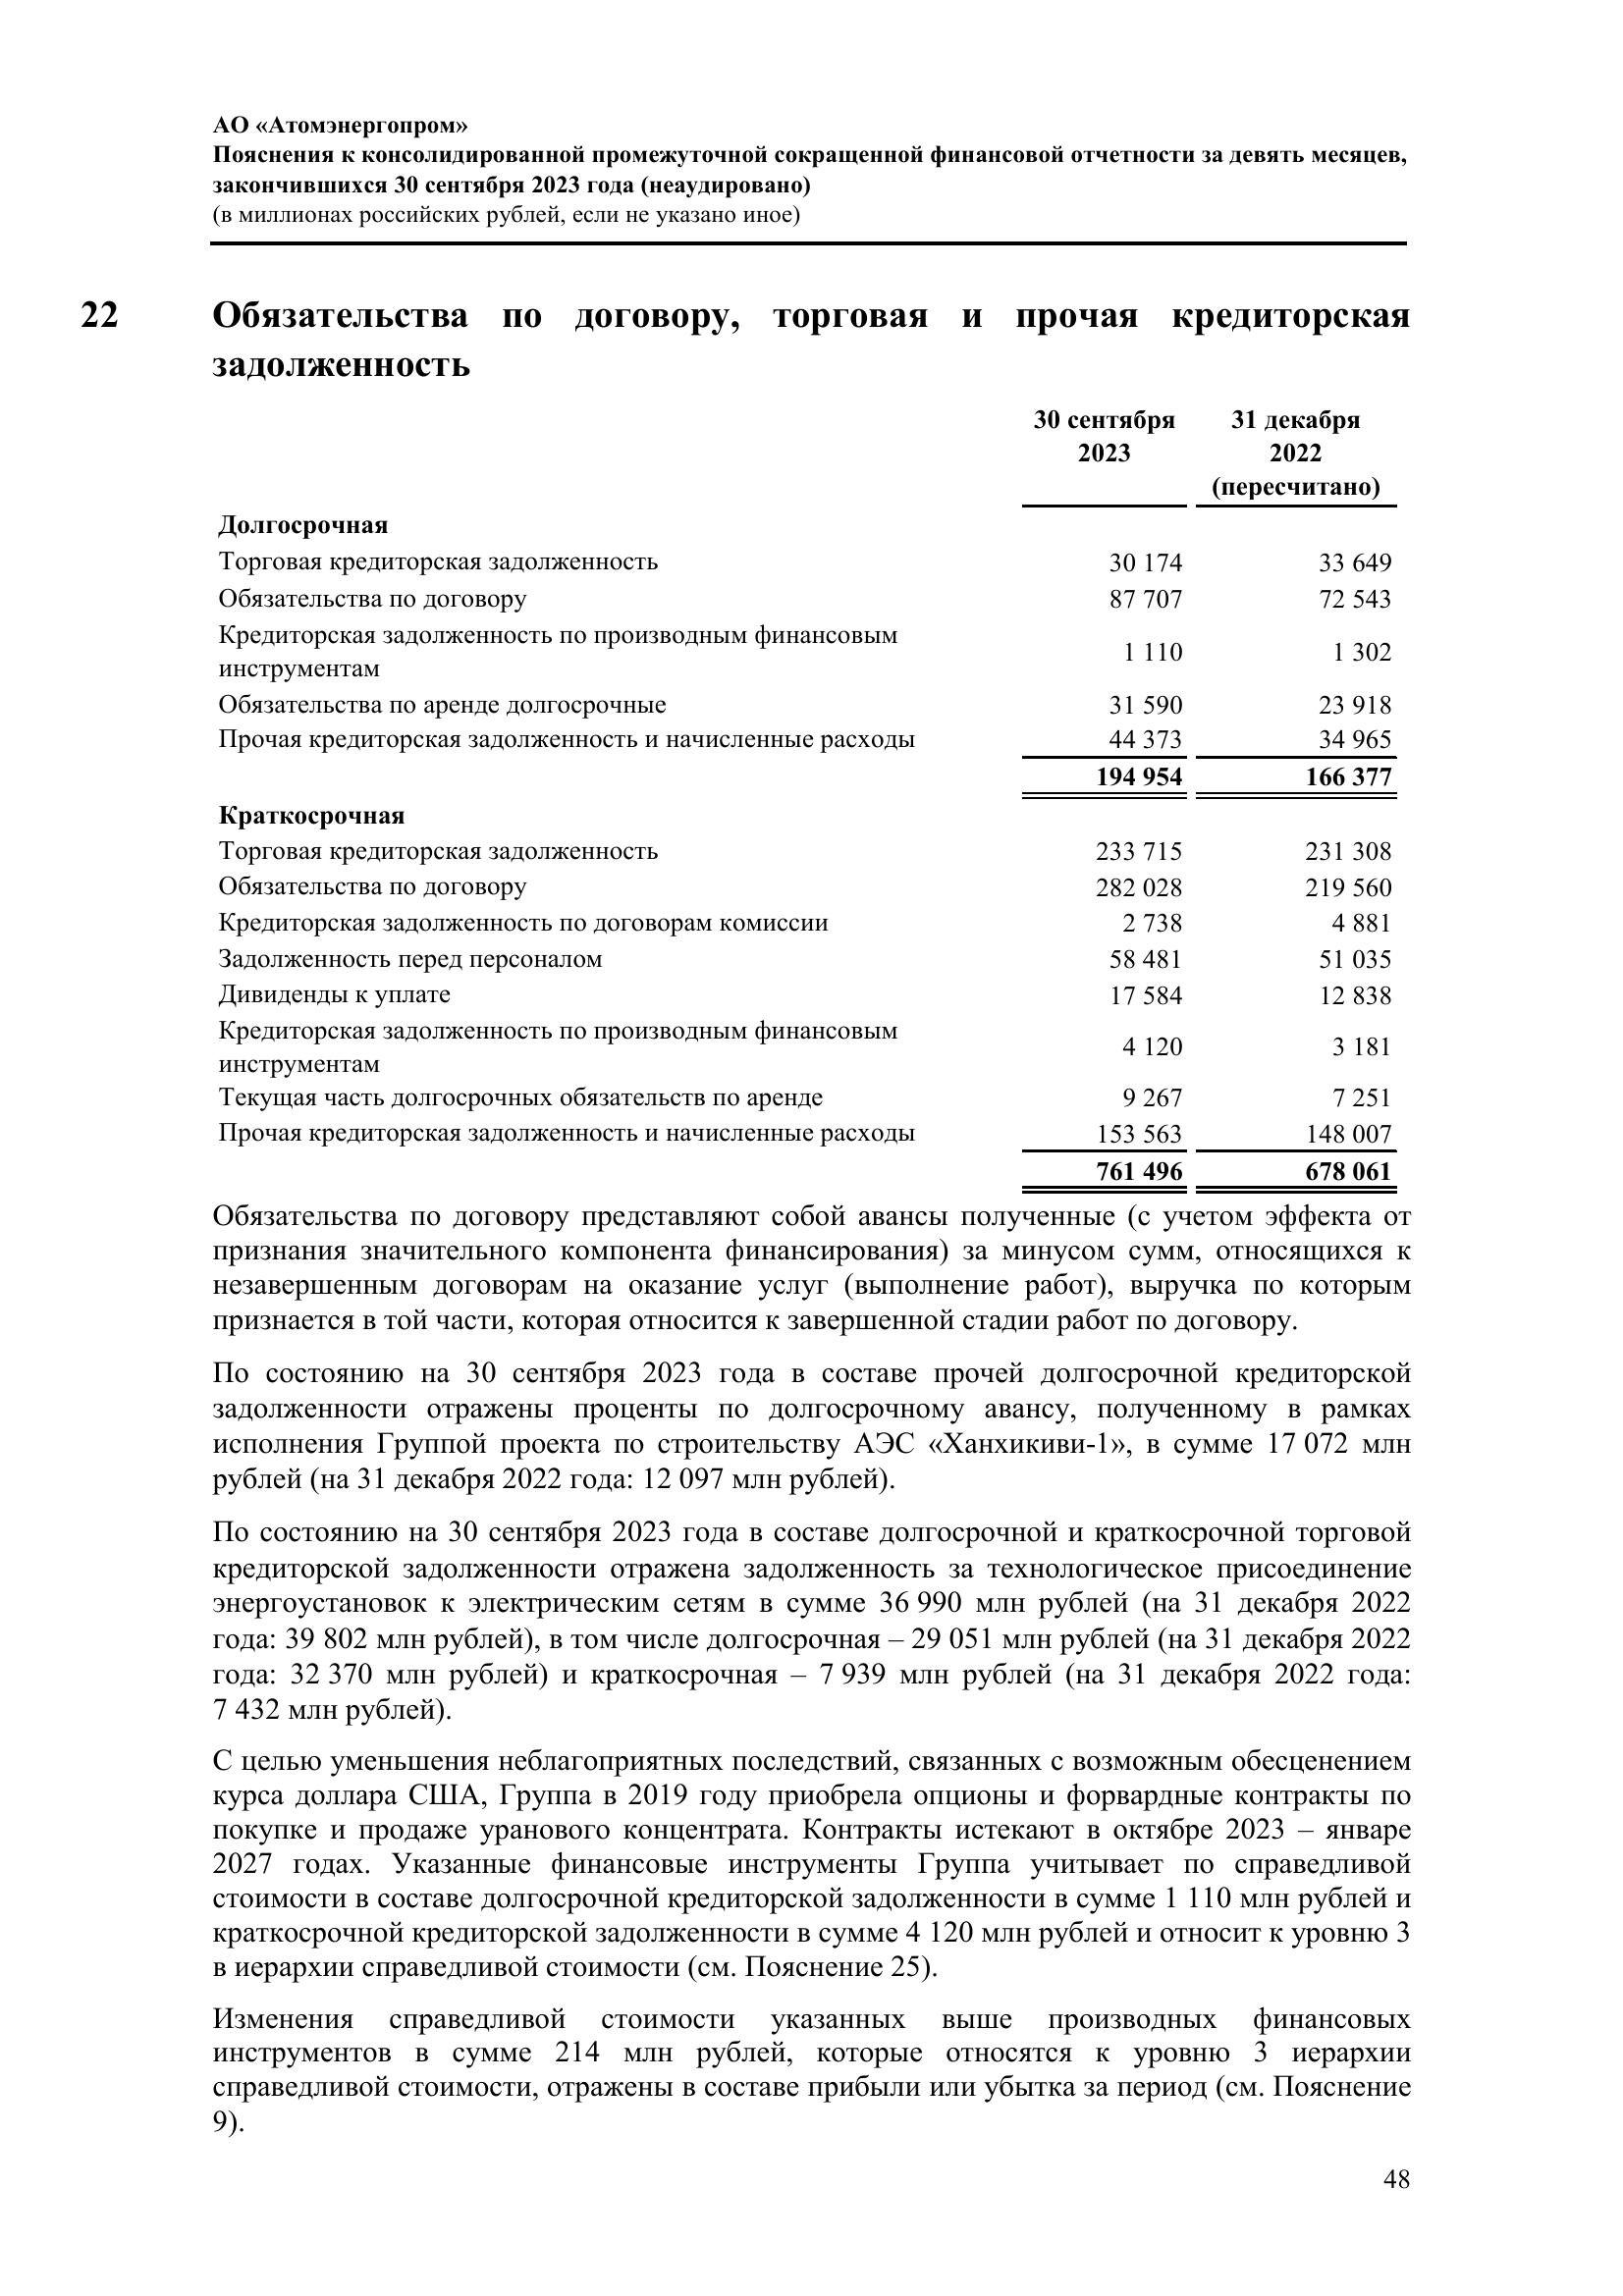 АО «Атомэнергопром»
Пояснения к консолидированной промежуточной сокращенной финансовой отчетности за девять месяцев,
закончившихся 30 сентября 2023 года (неаудировано)
(в миллионах российских рублей, если не указано иное)
22 Обязательства по договору, торговая и прочая кредиторская
задолженность
30 сентября 31 декабря
2023 2022
(пересчитано)
Долгосрочная
Торговая кредиторская задолженность 30 174 33 649
Обязательства по договору 87 707 72 543
Кредиторская задолженность по производным финансовым
инструментам 1 110 1 302
Обязательства по аренде долгосрочные 31 590 23 918
Прочая кредиторская задолженность и начисленные расходы 44 373 34 965
194 954 166 377
Краткосрочная
Торговая кредиторская задолженность 233 715 231 308
Обязательства по договору 282 028 219 560
Кредиторская задолженность по договорам комиссии 2 738 4 881
Задолженность перед персоналом 58 481 51 035
Дивиденды к уплате 17 584 12 838
Кредиторская задолженность по производным финансовым
инструментам 4 120 3 181
Текущая часть долгосрочных обязательств по аренде 9 267 7 251
Прочая кредиторская задолженность и начисленные расходы 153 563 148 007
761 496 678 061
Обязательства по договору представляют собой авансы полученные (с учетом эффекта от
признания значительного компонента финансирования) за минусом сумм, относящихся к
незавершенным договорам на оказание услуг (выполнение работ), выручка по которым
признается в той части, которая относится к завершенной стадии работ по договору.
По состоянию на 30 сентября 2023 года в составе прочей долгосрочной кредиторской
задолженности отражены проценты по долгосрочному авансу, полученному в рамках
исполнения Группой проекта по строительству АЭС «Ханхикиви-1», в сумме 17 072 млн
рублей (на 31 декабря 2022 года: 12 097 млн рублей).
По состоянию на 30 сентября 2023 года в составе долгосрочной и краткосрочной торговой
кредиторской задолженности отражена задолженность за технологическое присоединение
энергоустановок к электрическим сетям в сумме 36 990 млн рублей (на 31 декабря 2022
года: 39 802 млн рублей), в том числе долгосрочная – 29 051 млн рублей (на 31 декабря 2022
года: 32 370 млн рублей) и краткосрочная – 7 939 млн рублей (на 31 декабря 2022 года:
7 432 млн рублей).
С целью уменьшения неблагоприятных последствий, связанных с возможным обесценением
курса доллара США, Группа в 2019 году приобрела опционы и форвардные контракты по
покупке и продаже уранового концентрата. Контракты истекают в октябре 2023 – январе
2027 годах. Указанные финансовые инструменты Группа учитывает по справедливой
стоимости в составе долгосрочной кредиторской задолженности в сумме 1 110 млн рублей и
краткосрочной кредиторской задолженности в сумме 4 120 млн рублей и относит к уровню 3
в иерархии справедливой стоимости (см. Пояснение 25).
Изменения справедливой стоимости указанных выше производных финансовых
инструментов в сумме 214 млн рублей, которые относятся к уровню 3 иерархии
справедливой стоимости, отражены в составе прибыли или убытка за период (см. Пояснение
9).
48